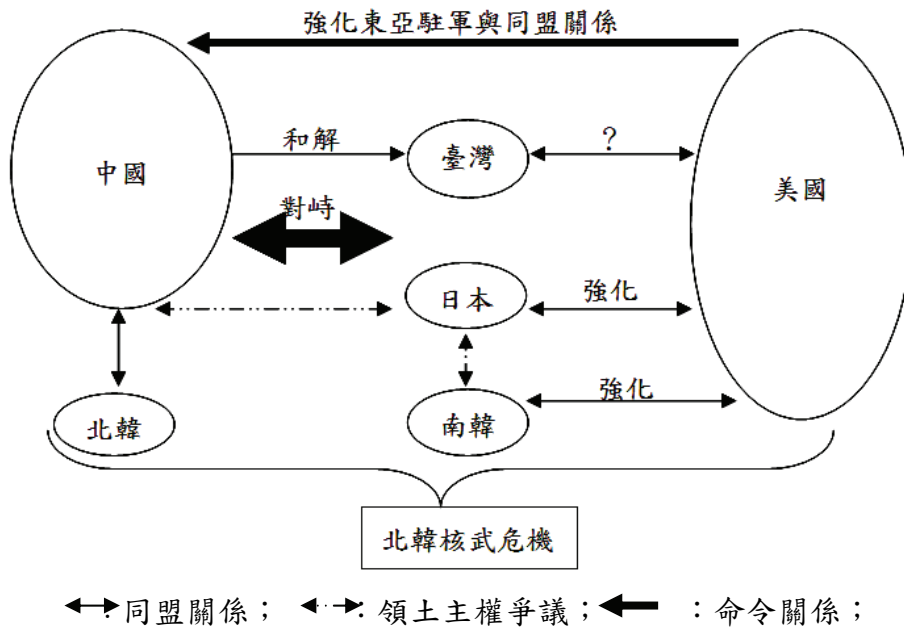 強化東亞駐軍與同盟關係
和解
臺灣
?
中國
美國
對峙
日本
強化
強化
北韓
南韓
北韓核武危機
：同盟關係； ：領土主權爭議； ：命令關係；